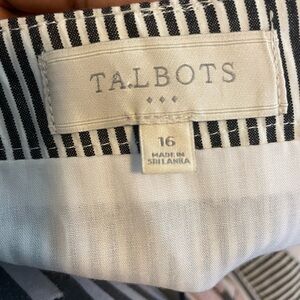 TALBOTS
16
MADE IN
SRI LANKA